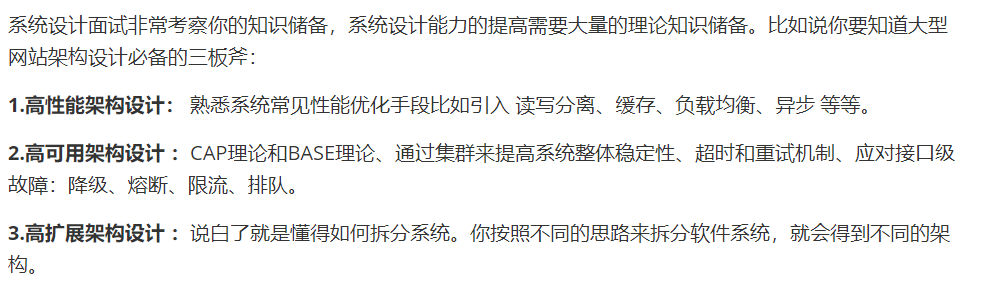 系统设计面试非常考察你的知识储备，系统设计能力的提高需要大量的理论知识储备。比如说你要知道大型
网站架构设计必备的三板斧：
1.高性能架构设计： 熟悉系统常见性能优化手段比如引入 读写分离、缓存、负载均衡、异步 等等。
2.高可用架构设计 ：CAP理论和BASE理论、通过集群来提高系统整体稳定性、超时和重试机制、应对接口级
故障：降级、熔断、限流、排队。
3.高扩展架构设计 ：说白了就是懂得如何拆分系统。你按照不同的思路来拆分软件系统，就会得到不同的架
构。